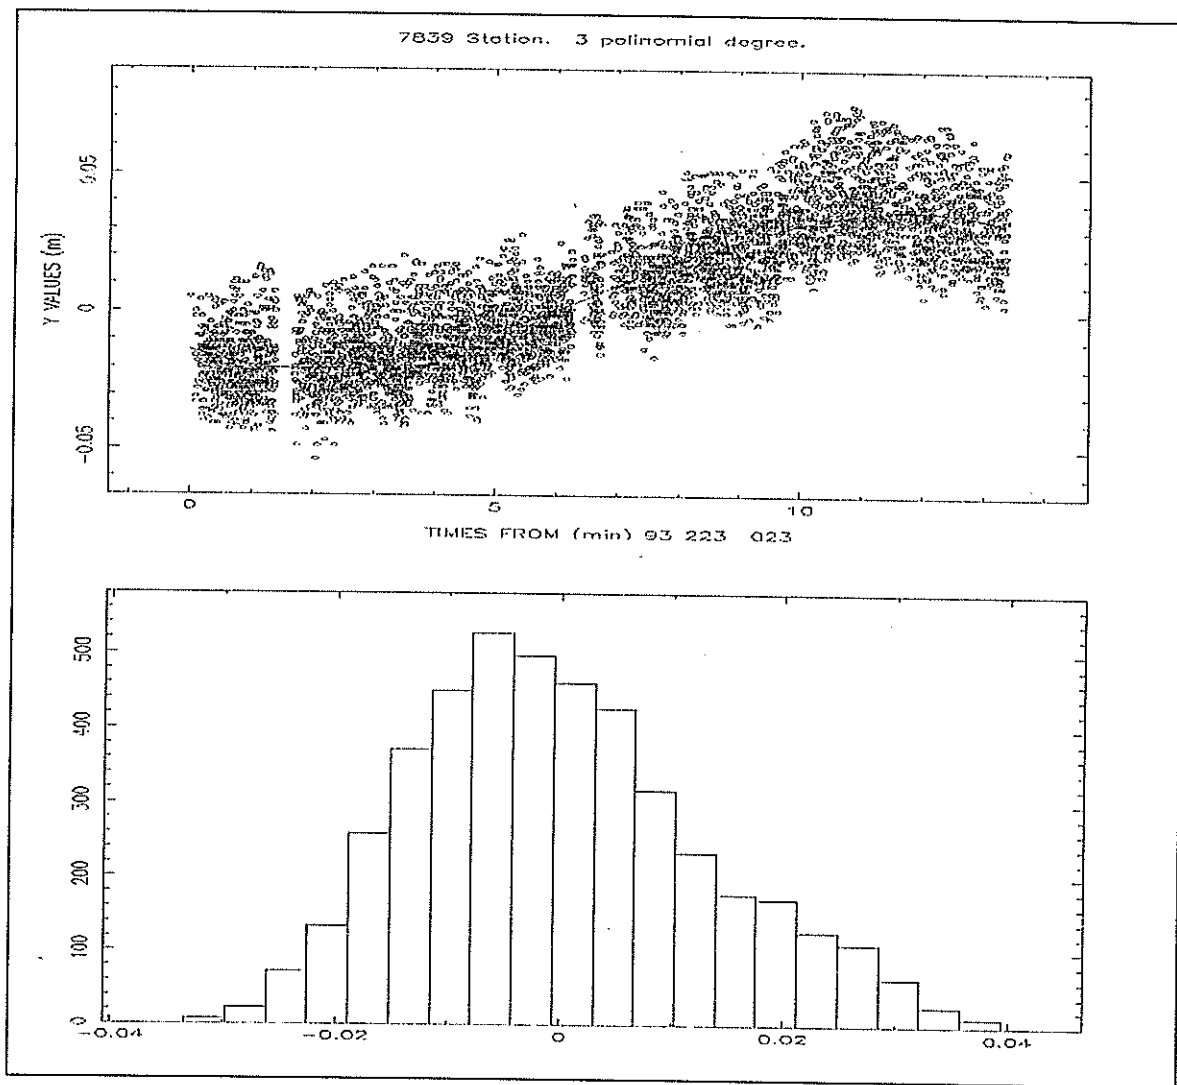 7839 Station. 3 polinomial degree.
0.05
0
-0.05
Y VALUES (m)
0 5 10
TIMES FROM (min) 93 223 023
500
400
300
200
100
0
-0.04 -0.02 0 0.02 0.04